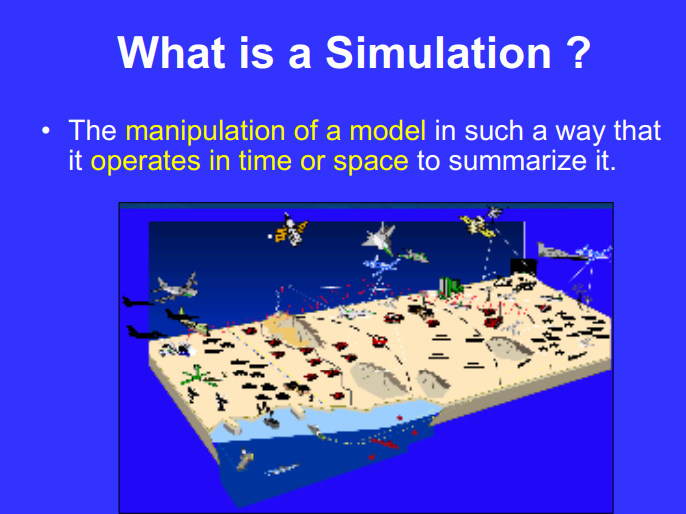 What is a Simulation ?
• The manipulation of a model in such a way that
it operates in time or space to summarize it.